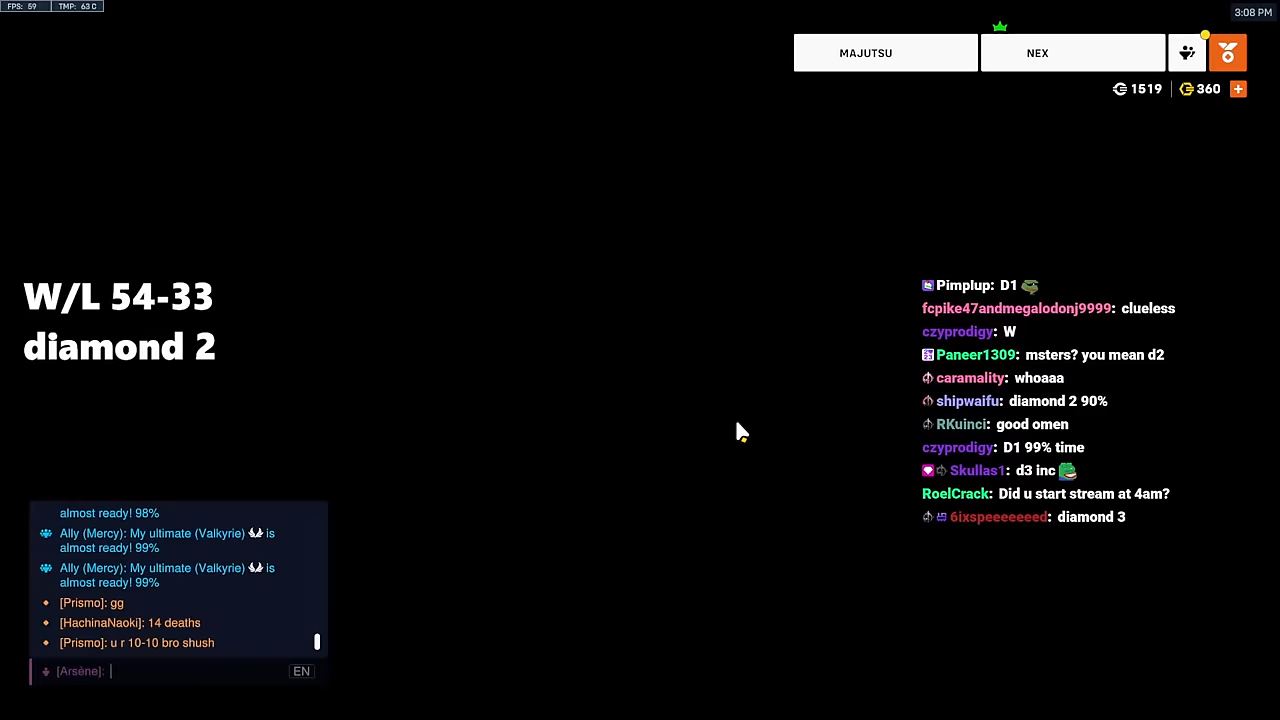 FPS: 59 TMP: 63 C
3:08 PM
MAJUTSU NEX
1519 360 +
W/L 54-33
diamond 2
Pimplup: D1
fcpike47andmegalodonj9999: clueless
czyprodigy: W
Paneer1309: msters? you mean d2
caramality: whoaaa
shipwaifu: diamond 2 90%
RKuinci: good omen
czyprodigy: D1 99% time
Skullas1: d3 inc
RoelCrack: Did u start stream at 4am?
6ixspeeeeeeed: diamond 3
almost ready! 98%
Ally (Mercy): My ultimate (Valkyrie) is
almost ready! 99%
Ally (Mercy): My ultimate (Valkyrie) is
almost ready! 99%
[Prismo]: gg
[HachinaNaoki]: 14 deaths
[Prismo]: u r 10-10 bro shush
[Arsène]: EN